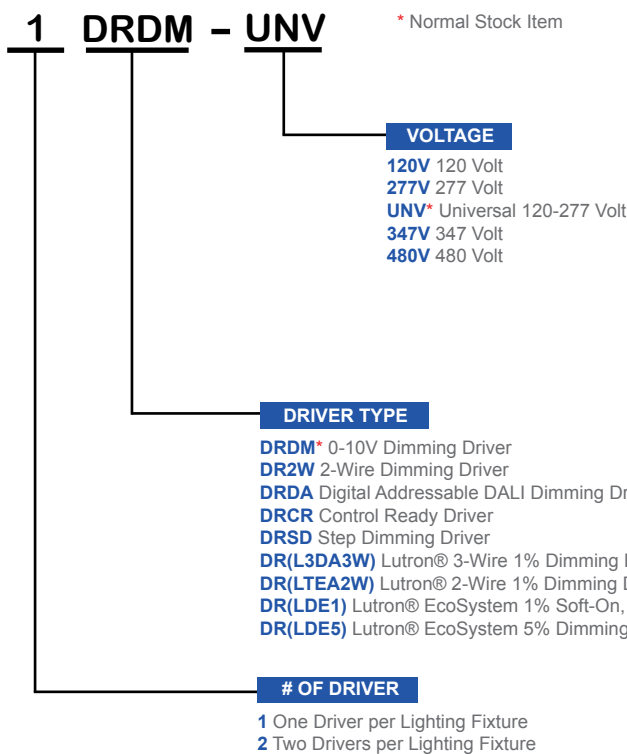 1 DRDM – UNV
* Normal Stock Item
VOLTAGE
120V 120 Volt
277V 277 Volt
UNV* Universal 120-277 Volt
347V 347 Volt
480V 480 Volt
DRIVER TYPE
DRDM* 0-10V Dimming Driver
DR2W 2-Wire Dimming Driver
DRDA Digital Addressable DALI Dimming
DRCR Control Ready Driver
DRSD Step Dimming Driver
DR(L3DA3W) Lutron® 3-Wire 1% Dimming
DR(LTEA2W) Lutron® 2-Wire 1% Dimming
DR(LDE1) Lutron® EcoSystem 1% Soft-On,
DR(LDE5) Lutron® EcoSystem 5% Dimming
# OF DRIVER
1 One Driver per Lighting Fixture
2 Two Drivers per Lighting Fixture